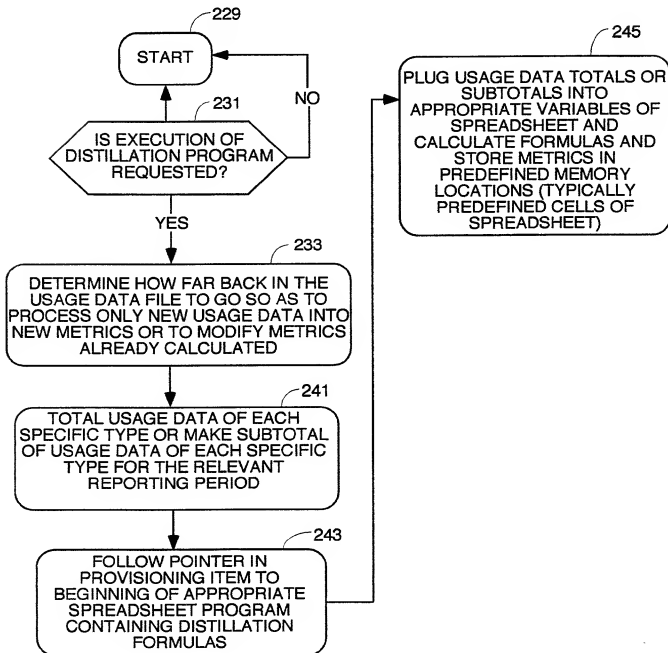 229
START
NO
231
IS EXECUTION OF
DISTILLATION PROGRAM
REQUESTED?
YES
233
DETERMINE HOW FAR BACK IN THE
USAGE DATA FILE TO GO SO AS TO
PROCESS ONLY NEW USAGE DATA INTO
NEW METRICS OR TO MODIFY METRICS
ALREADY CALCULATED
241
TOTAL USAGE DATA OF EACH
SPECIFIC TYPE OR MAKE SUBTOTAL
OF USAGE DATA OF EACH SPECIFIC
TYPE FOR THE RELEVANT
REPORTING PERIOD
243
FOLLOW POINTER IN
PROVISIONING ITEM TO
BEGINNING OF APPROPRIATE
SPREADSHEET PROGRAM
CONTAINING DISTILLATION
FORMULAS
245
PLUG USAGE DATA TOTALS OR
SUBTOTALS INTO
APPROPRIATE VARIABLES OF
SPREADSHEET AND
CALCULATE FORMULAS AND
STORE METRICS IN
PREDEFINED MEMORY
LOCATIONS (TYPICALLY
PREDEFINED CELLS OF
SPREADSHEET)